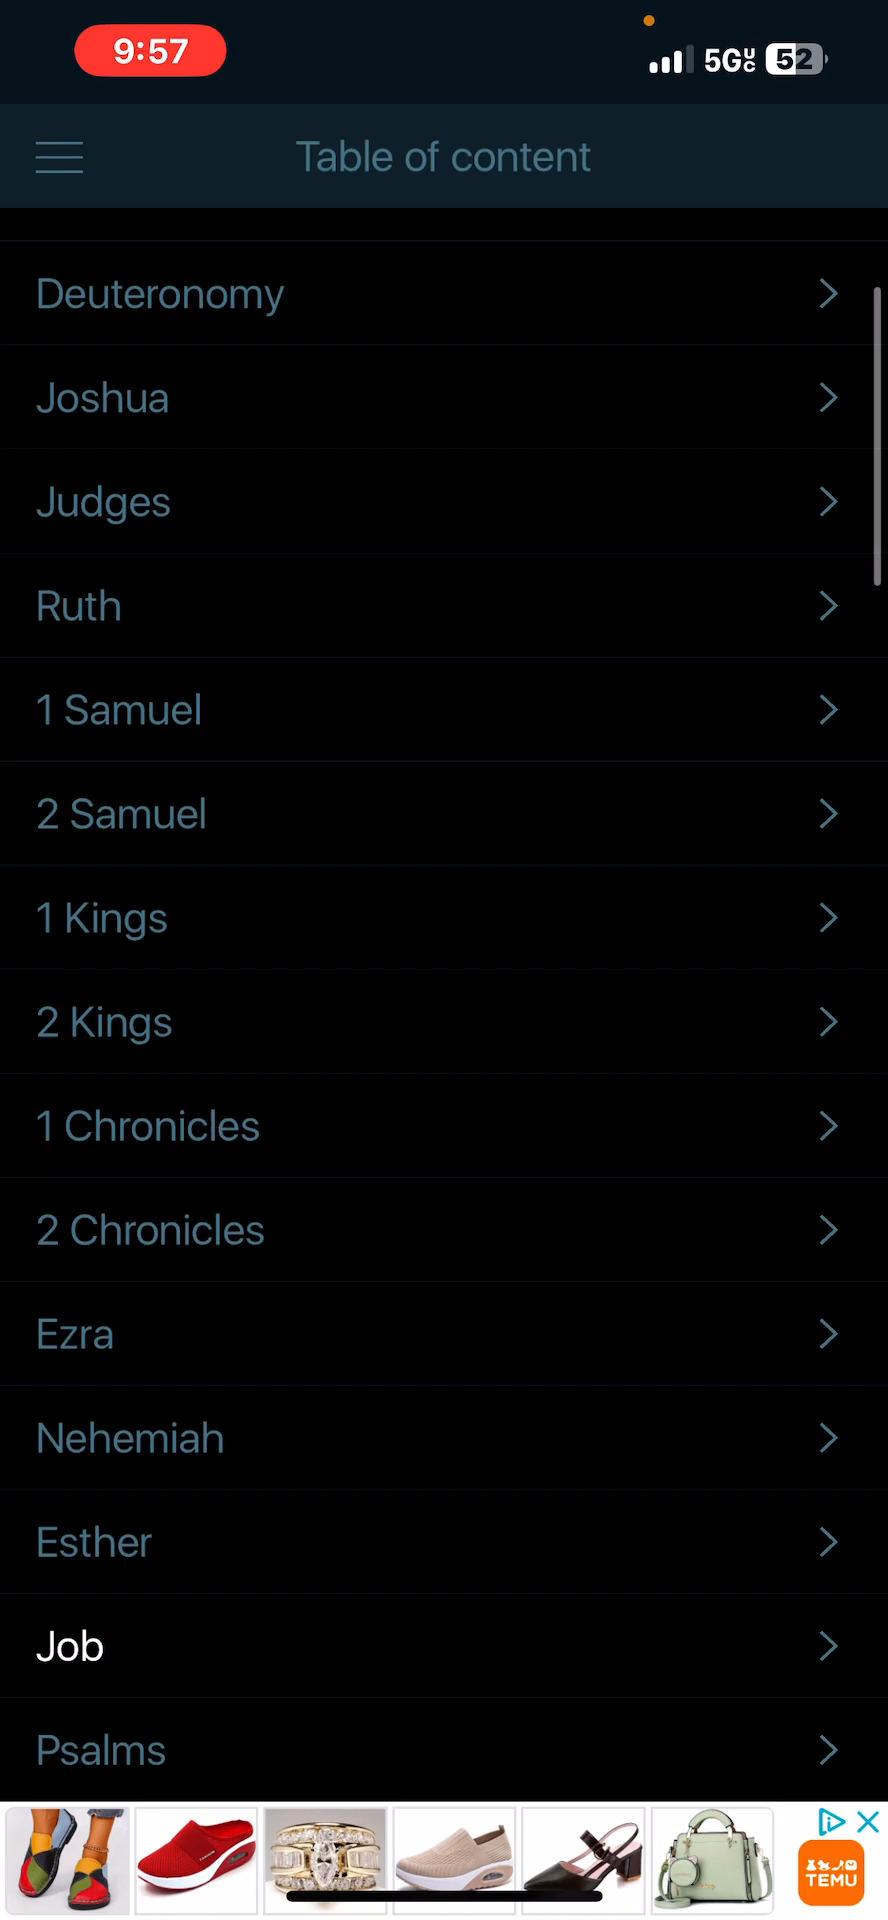 9:57
5G UC 52
Table of content
Deuteronomy
Joshua
Judges
Ruth
1 Samuel
2 Samuel
1 Kings
2 Kings
1 Chronicles
2 Chronicles
Ezra
Nehemiah
Esther
Job
Psalms
TEMU